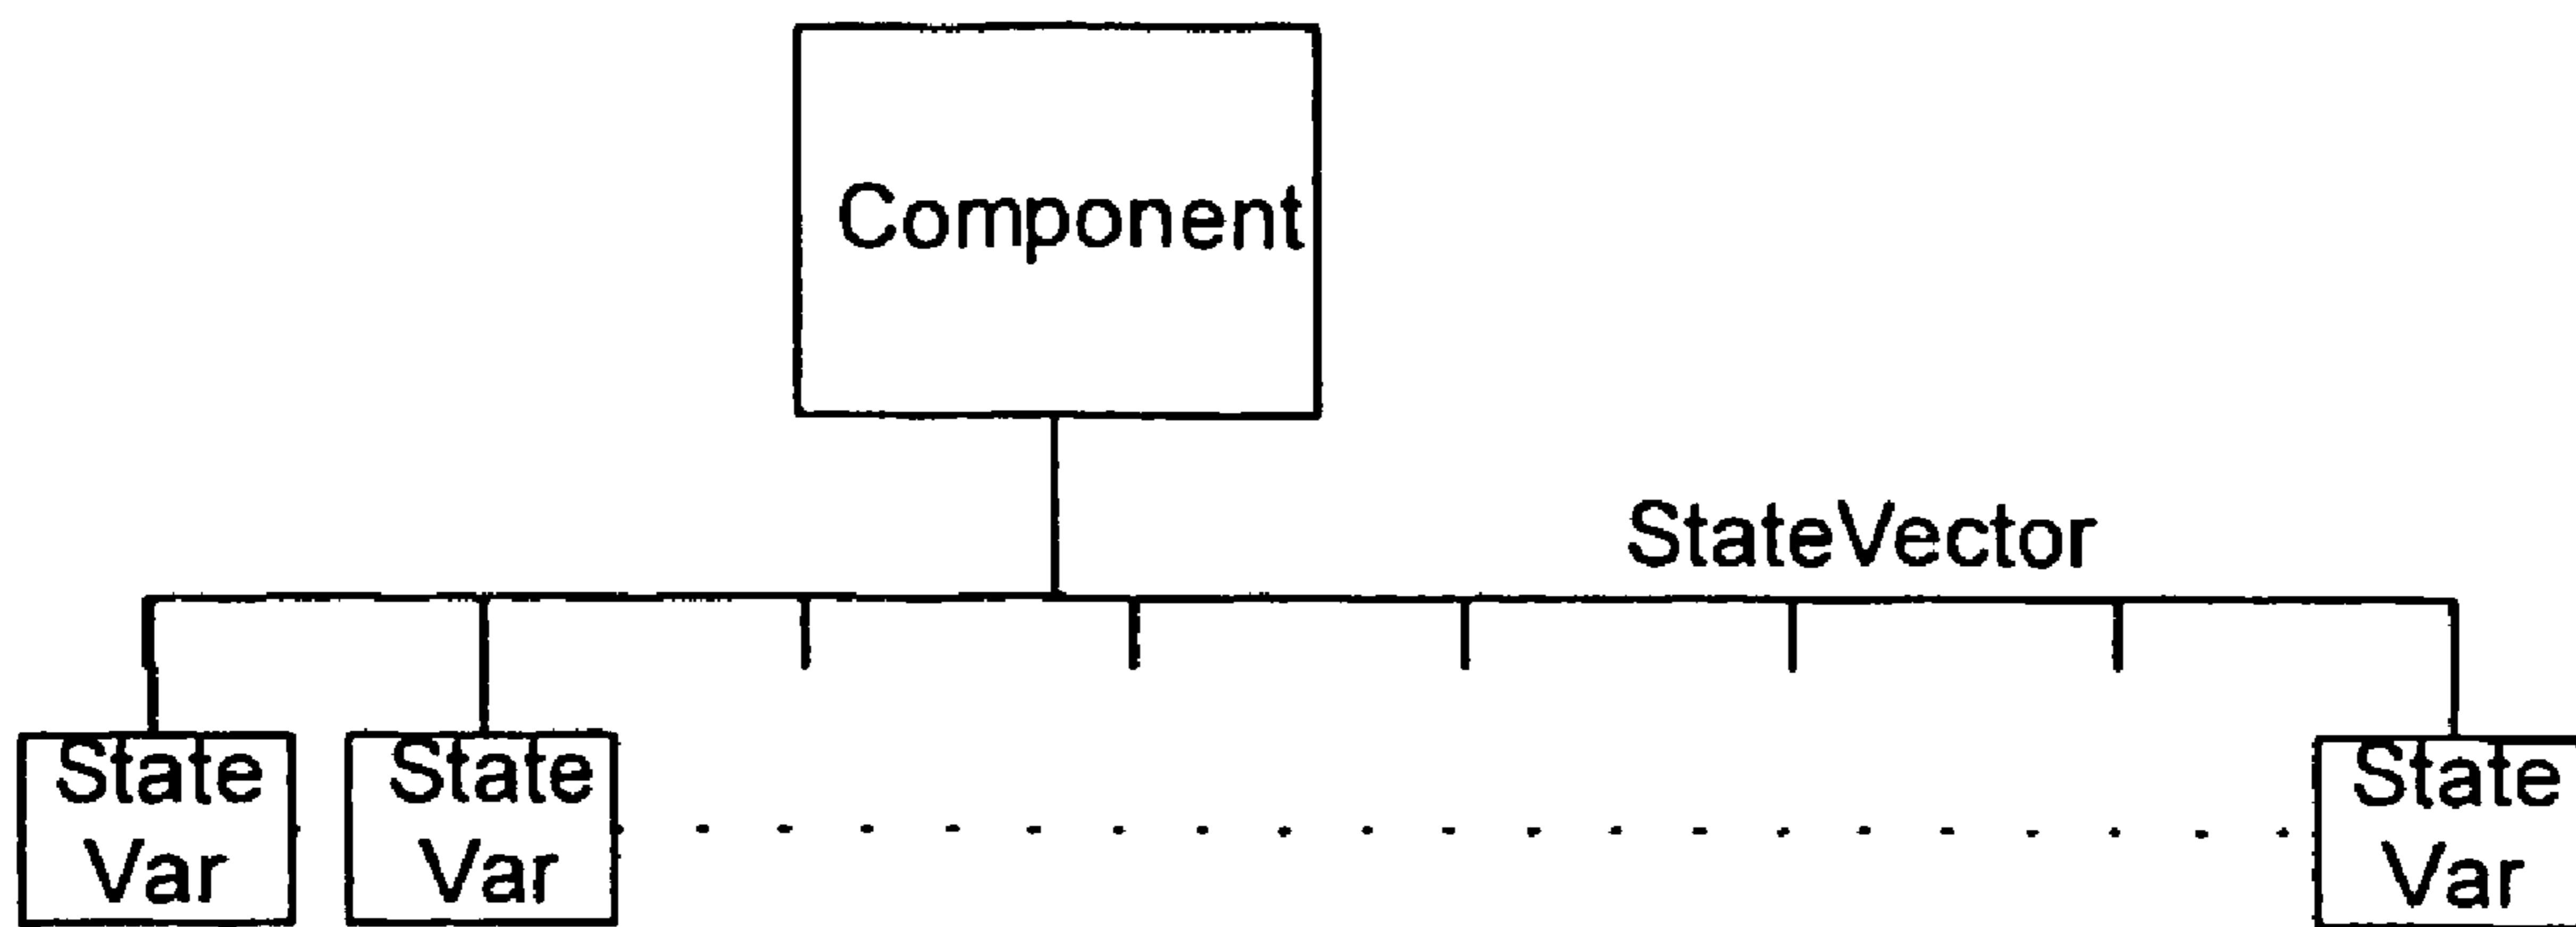 Component
StateVector
State
Var
State
Var
State
Var